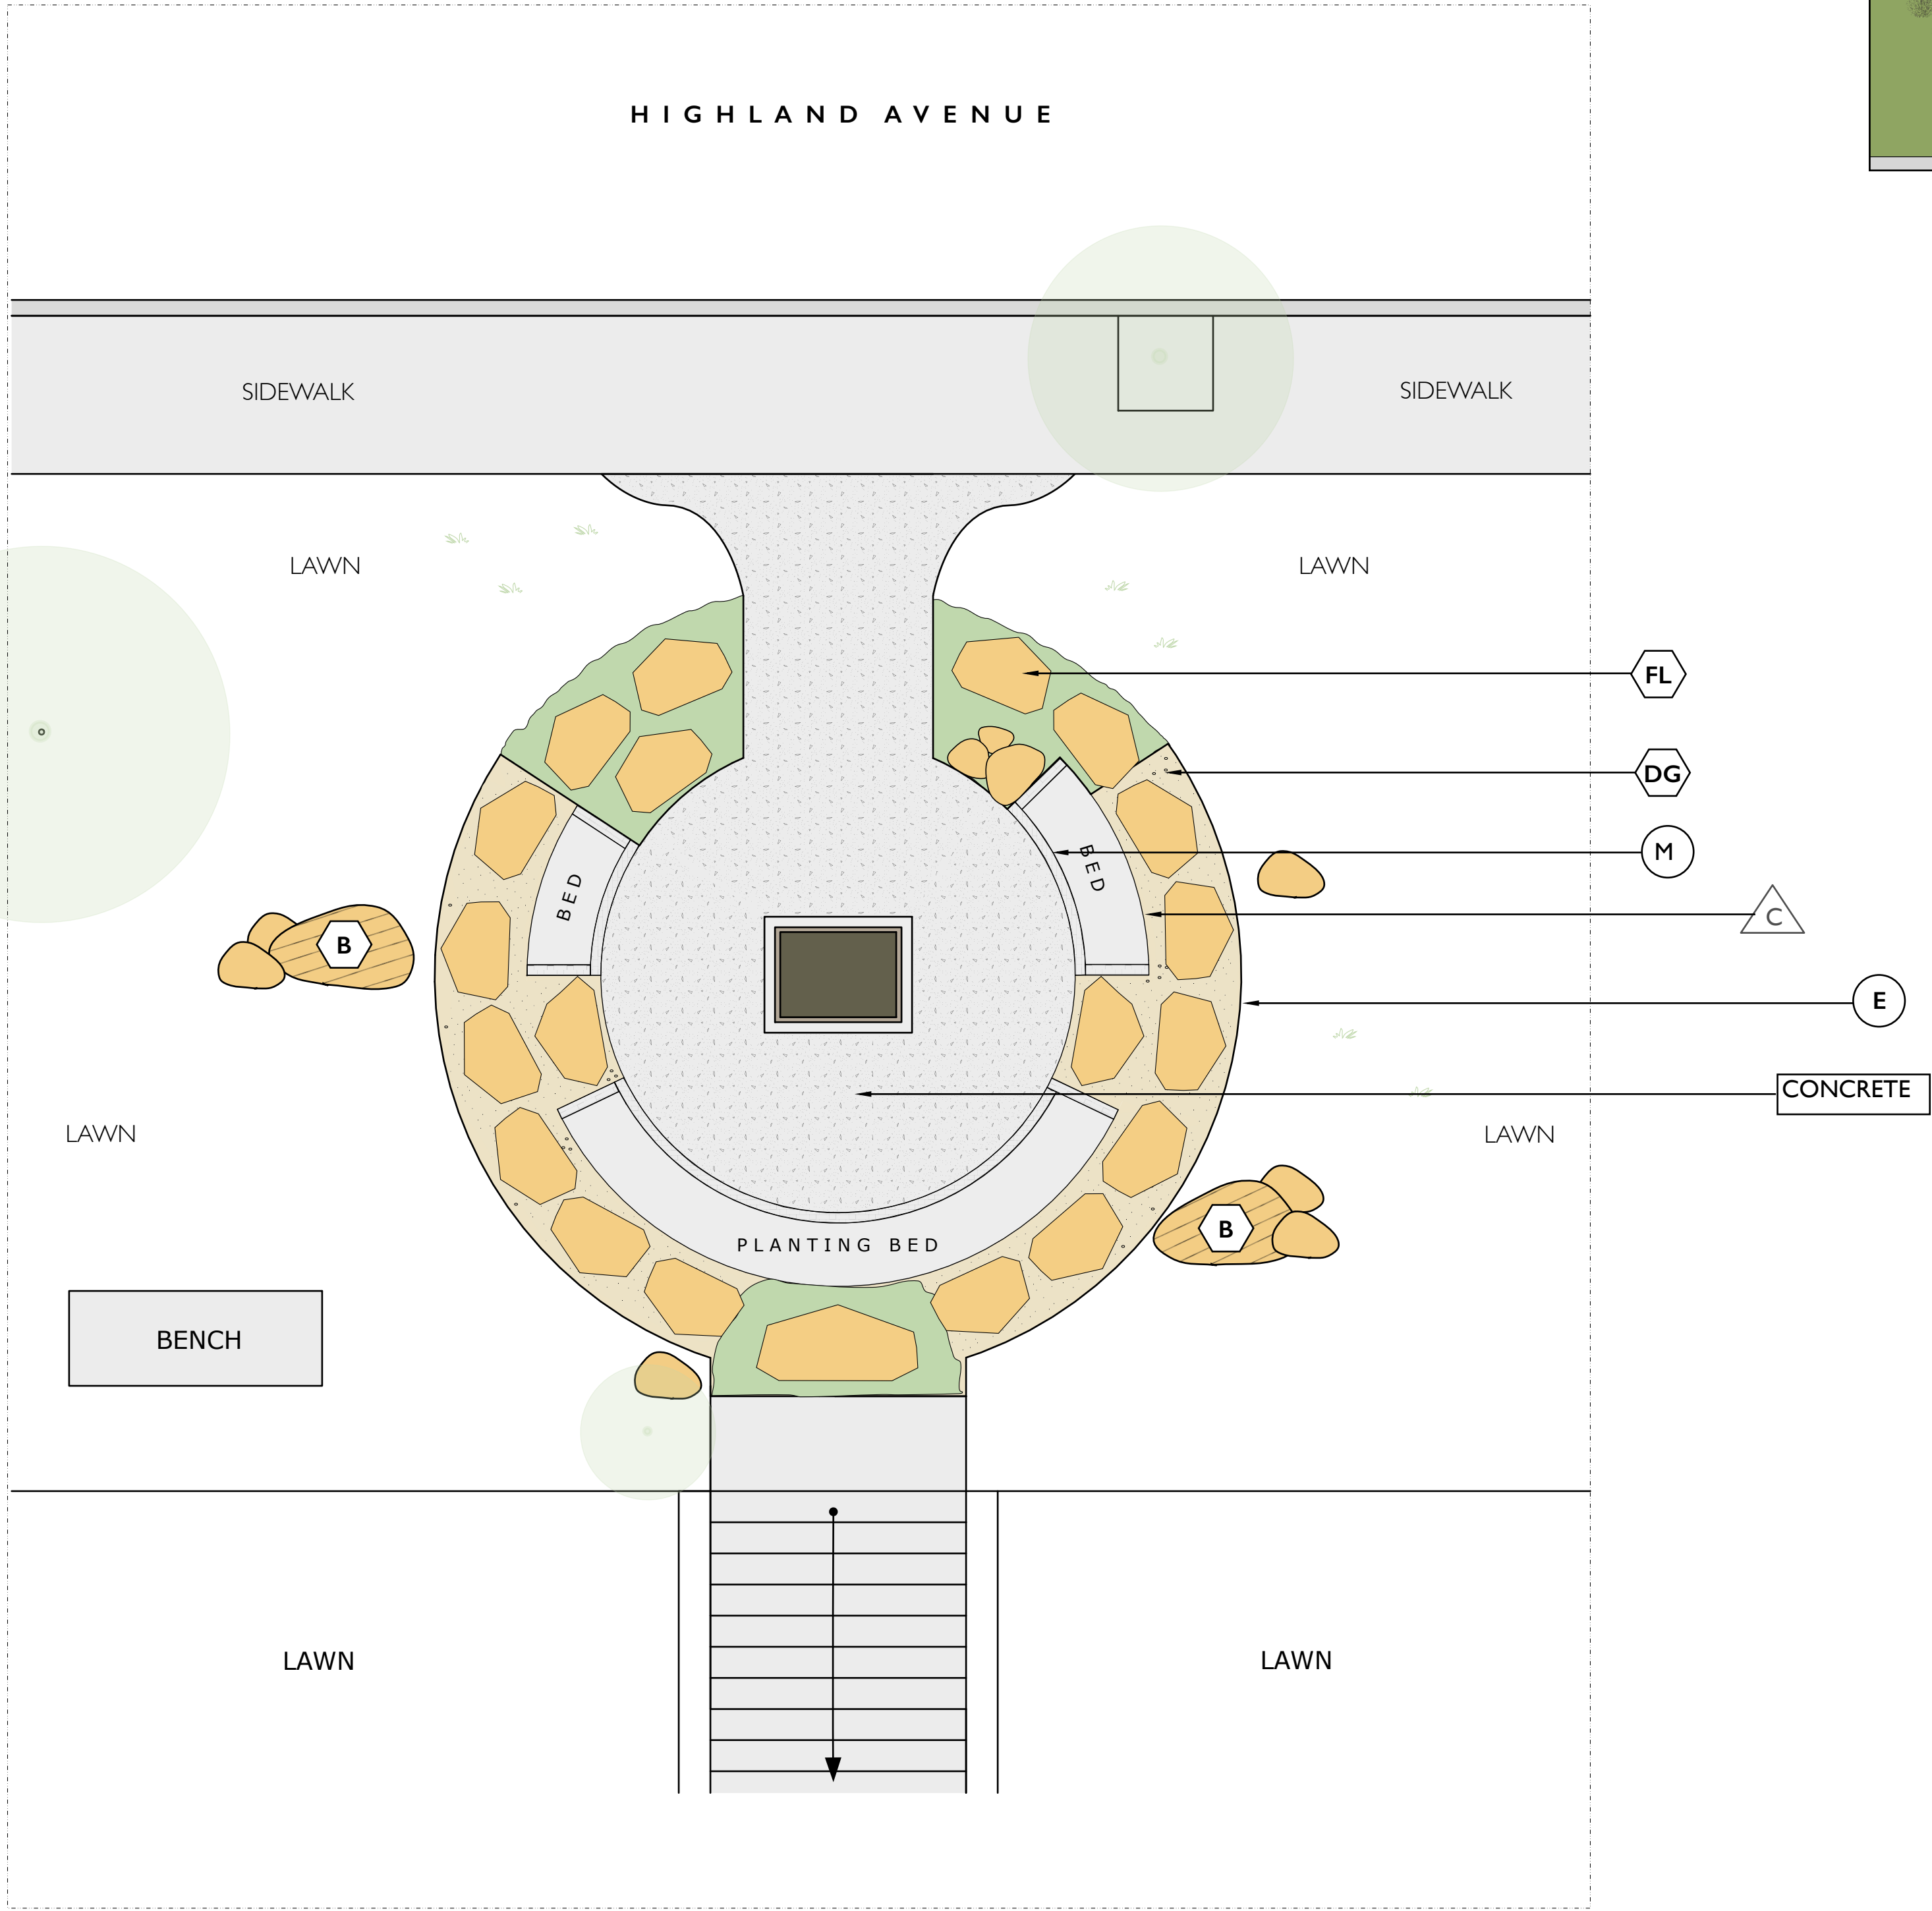 HIGHLAND AVENUE
SIDEWALK
SIDEWALK
LAWN
LAWN
FL
DG
M
BED
BED
C
B
E
CONCRETE
LAWN
LAWN
B
PLANTING BED
BENCH
LAWN
LAWN